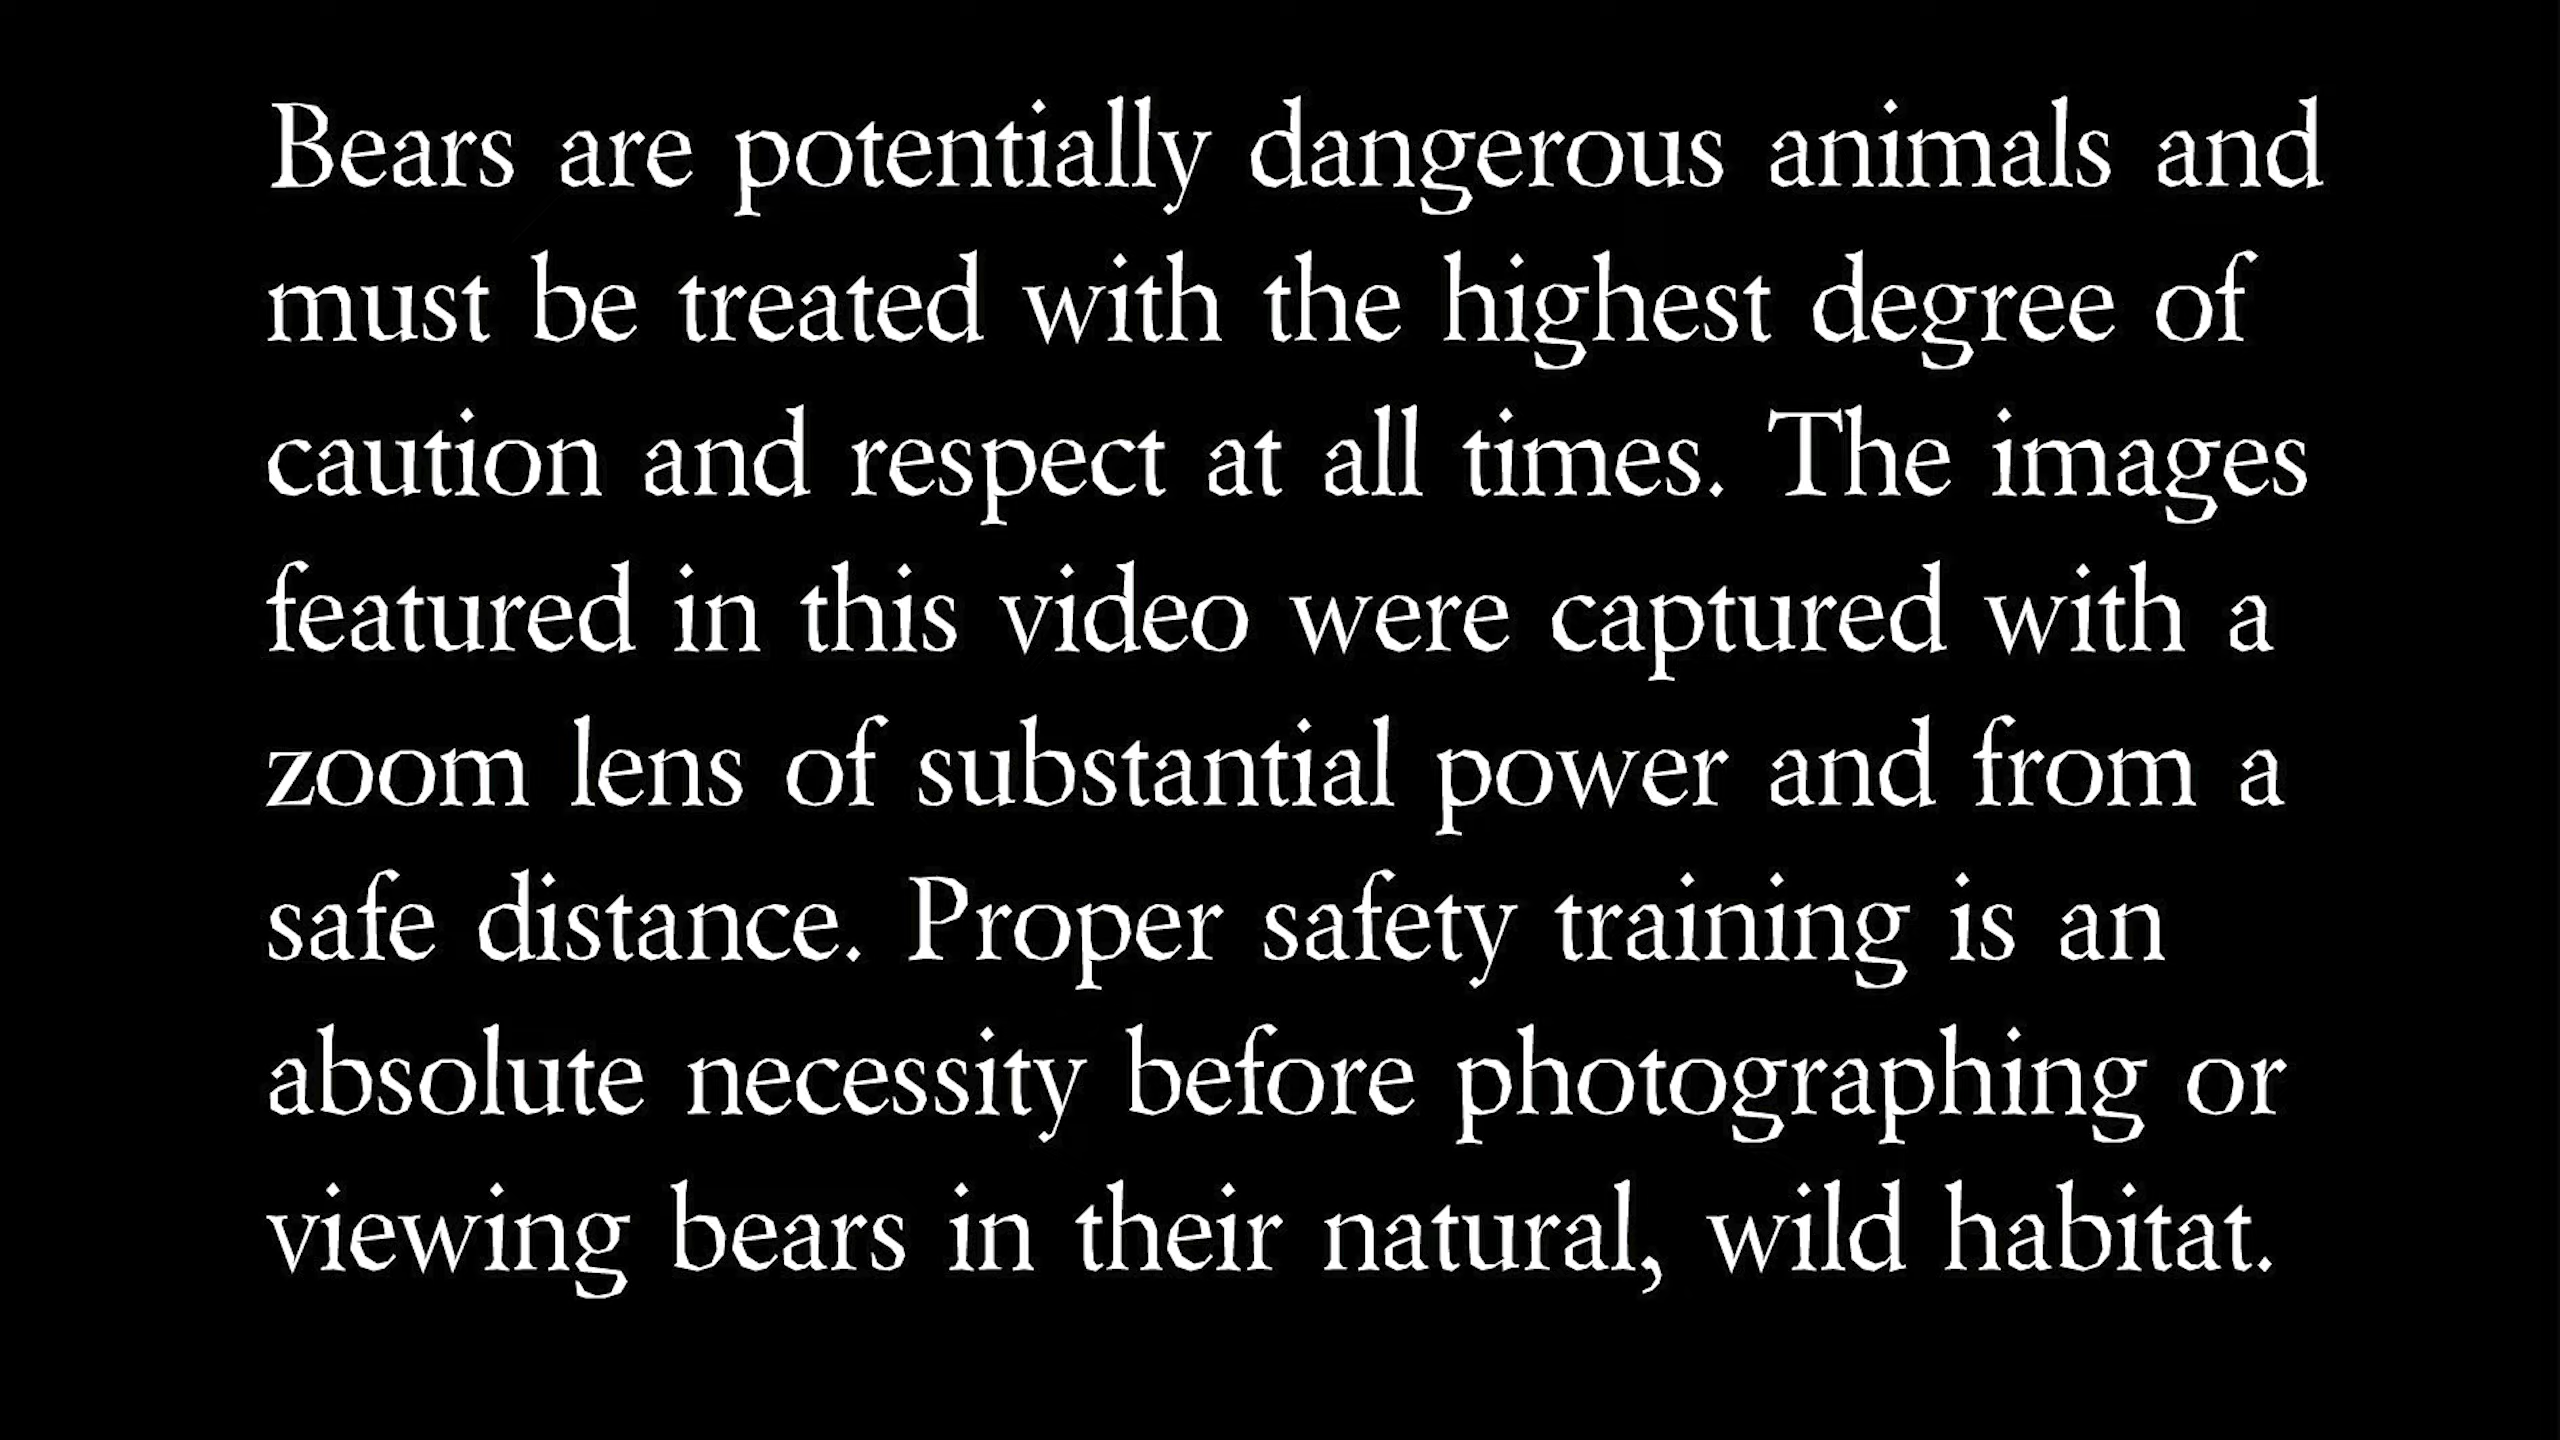 Bears are potentially dangerous animals and
must be treated with the highest degree of
caution and respect at all times. The images
featured in this video were captured with a
zoom lens of substantial power and from a
safe distance. Proper safety training is an
absolute necessity before photographing or
viewing bears in their natural, wild habitat.